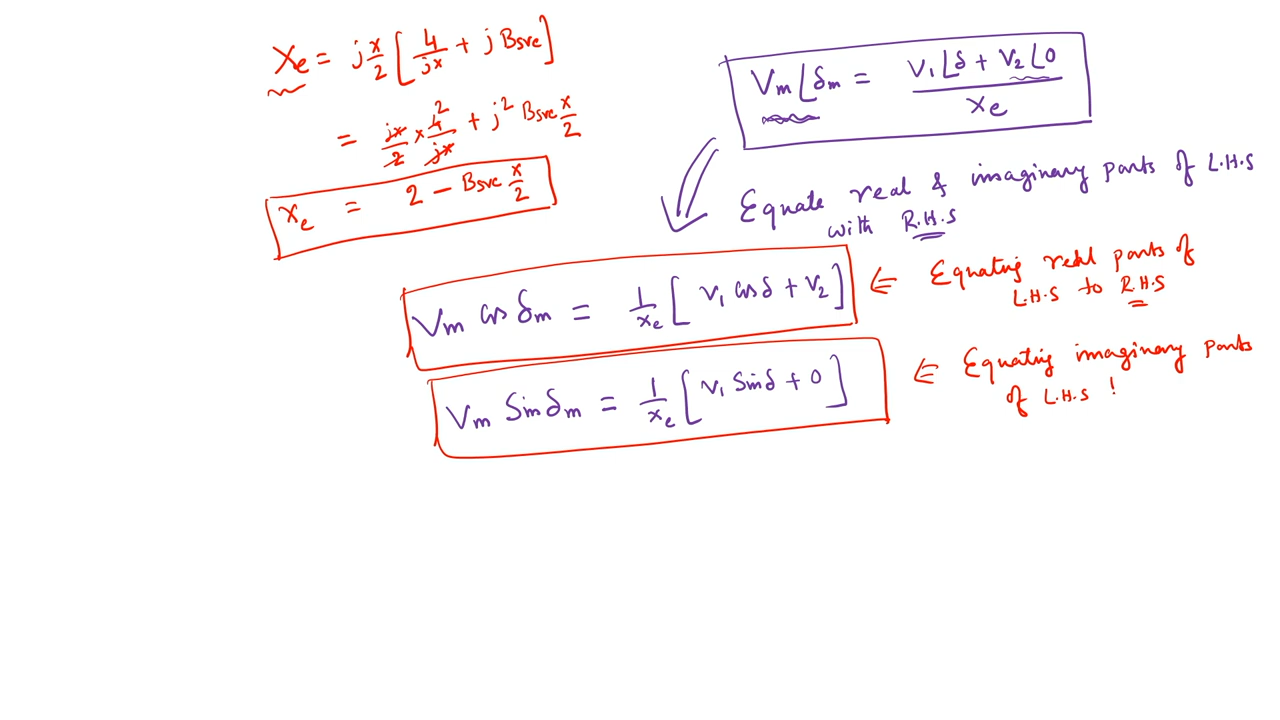 Xe = j x/2 [ 4/jx + j Bsvc ]
= jx/2 × 4/jx 2 + j² Bsvc x/2
xe = 2 − Bsvc x/2
Vm∠δm = (V1∠δ + V2∠0) / xe
Equate real & imaginary parts of L.H.S
with R.H.S
Vm cos δm = 1/xe [ V1 cos δ + V2 ]
⇐ Equating real parts of
L.H.S to R.H.S
Vm Sin δm = 1/xe [ V1 Sin δ + 0 ]
⇐ Equating imaginary parts
of L.H.S !